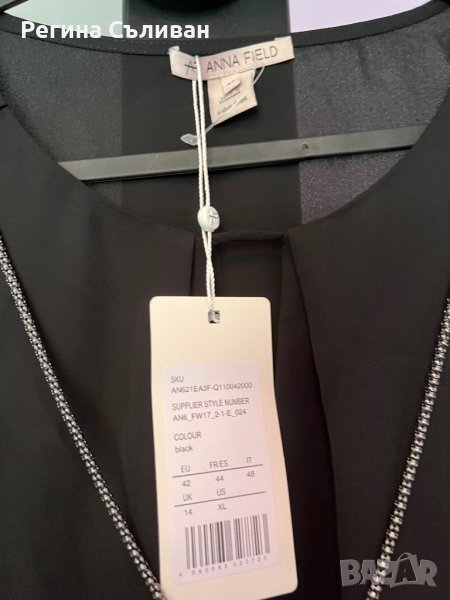 Регина Съливан
ANNA FIELD
SKU
AN621EA3F-Q110042000
SUPPLIER STYLE NUMBER
AN6_FW17_2-1-E_024
COLOUR
black
EU FR/ES IT
42 44 48
UK US
14 XL
BAZAR